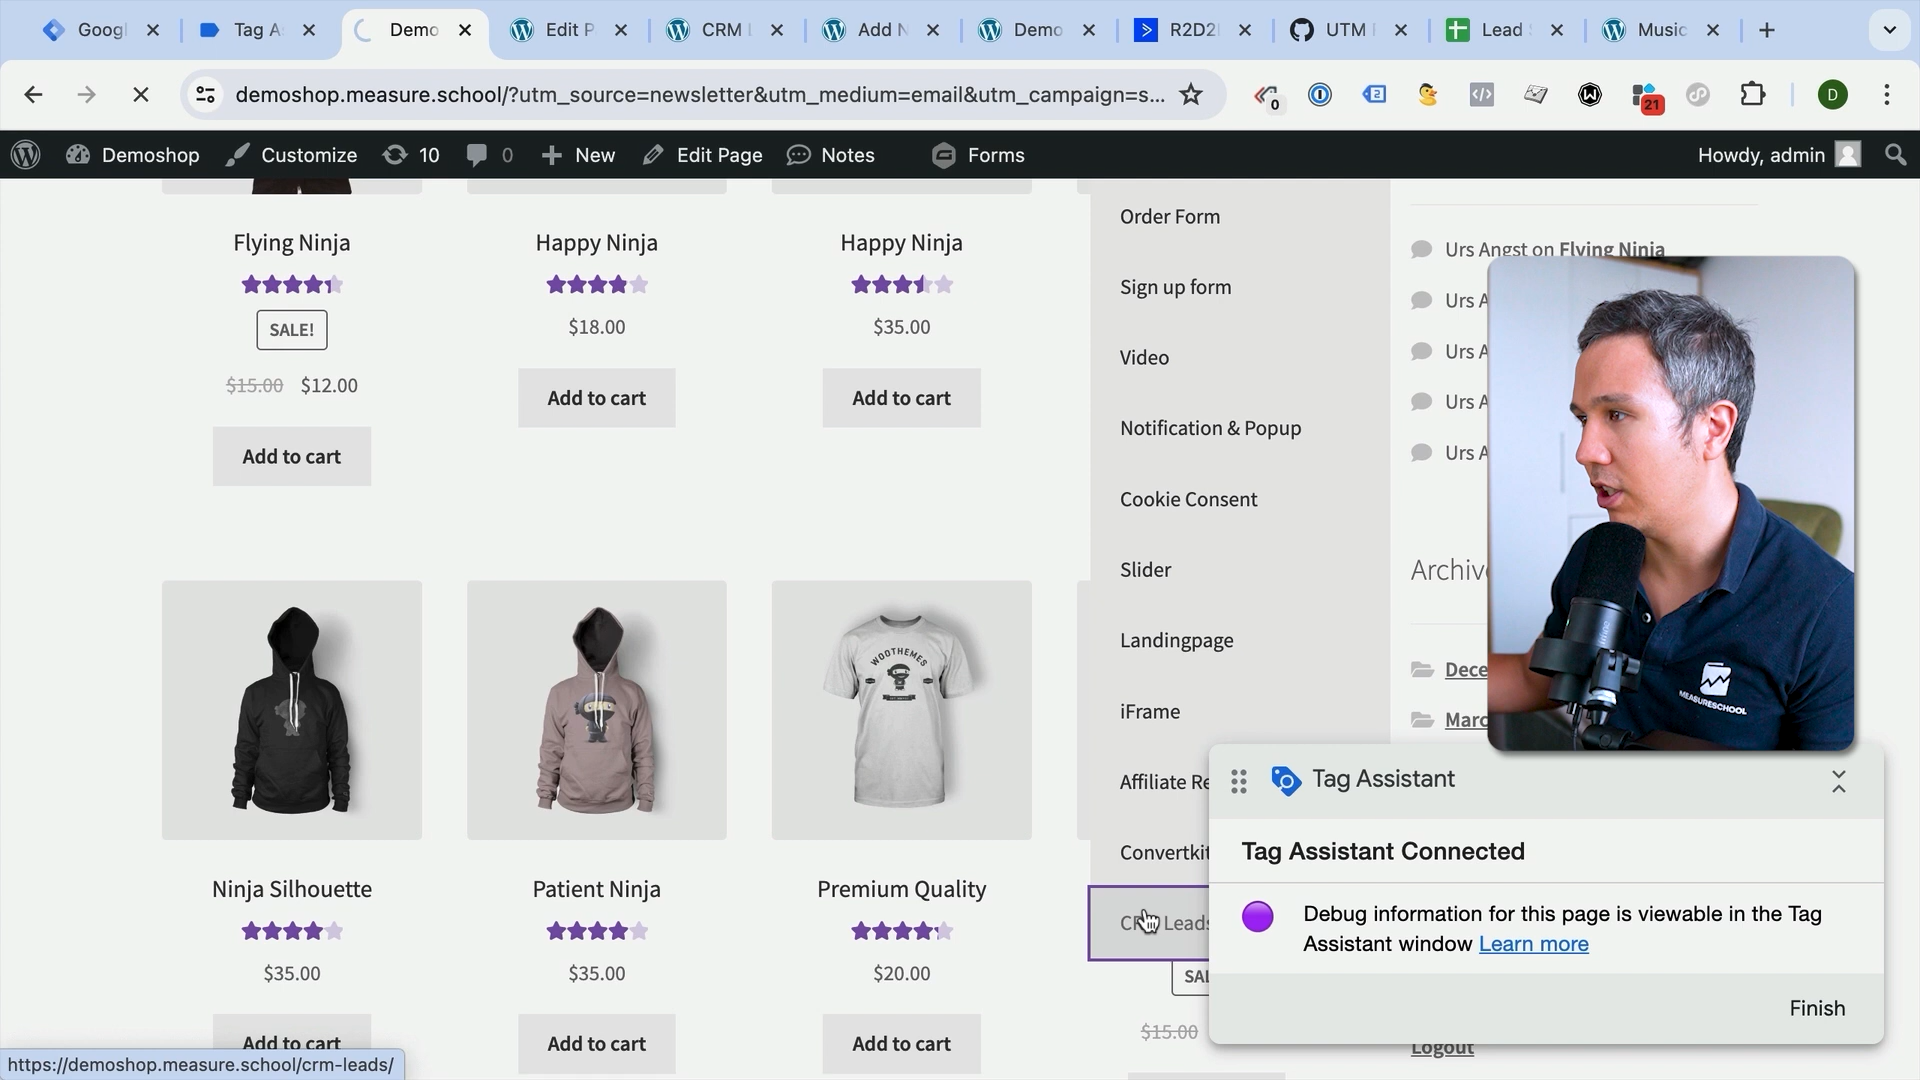 Googl
Tag A
Demo
Edit P
CRM L
Add N
Demo
R2D2
UTM
Lead
Music
demoshop.measure.school/?utm_source=newsletter&utm_medium=email&utm_campaign=s...
0
2
21
D
Demoshop
Customize
10
0
New
Edit Page
Notes
Forms
Howdy, admin
Flying Ninja
SALE!
$15.00 $12.00
Add to cart
Happy Ninja
$18.00
Add to cart
Happy Ninja
$35.00
Add to cart
Ninja Silhouette
$35.00
Add to cart
Patient Ninja
$35.00
Add to cart
WOOTHEMES
Premium Quality
$20.00
Add to cart
Order Form
Sign up form
Video
Notification & Popup
Cookie Consent
Slider
Landingpage
iFrame
Affiliate Re
Convertkit
CRM Leads
SAL
$15.00
Urs Angst on Flying Ninja
Urs A
Urs A
Urs A
Urs A
Archiv
Dece
Marc
MEASURESCHOOL
Tag Assistant
Tag Assistant Connected
Debug information for this page is viewable in the Tag
Assistant window Learn more
Finish
Logout
https://demoshop.measure.school/crm-leads/